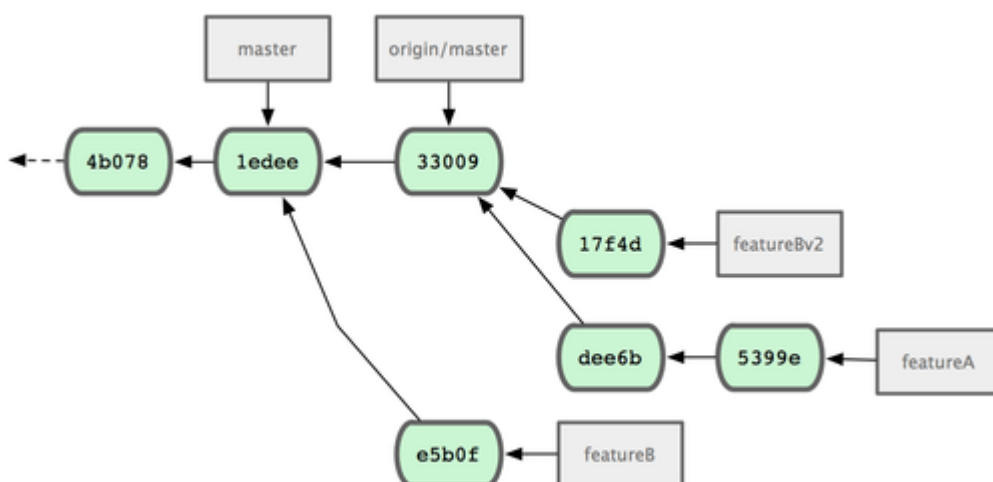 master
origin/master
4b078
1edee
33009
17f4d
featureBv2
dee6b
5399e
featureA
e5b0f
featureB